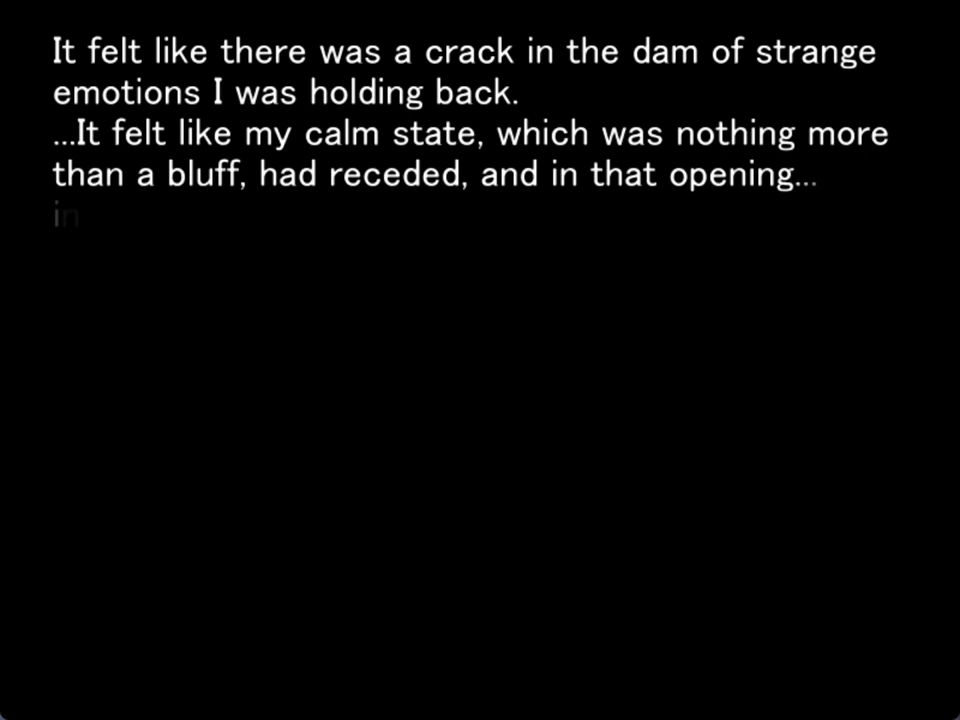 It felt like there was a crack in the dam of strange
emotions I was holding back.
...It felt like my calm state, which was nothing more
than a bluff, had receded, and in that opening...
in